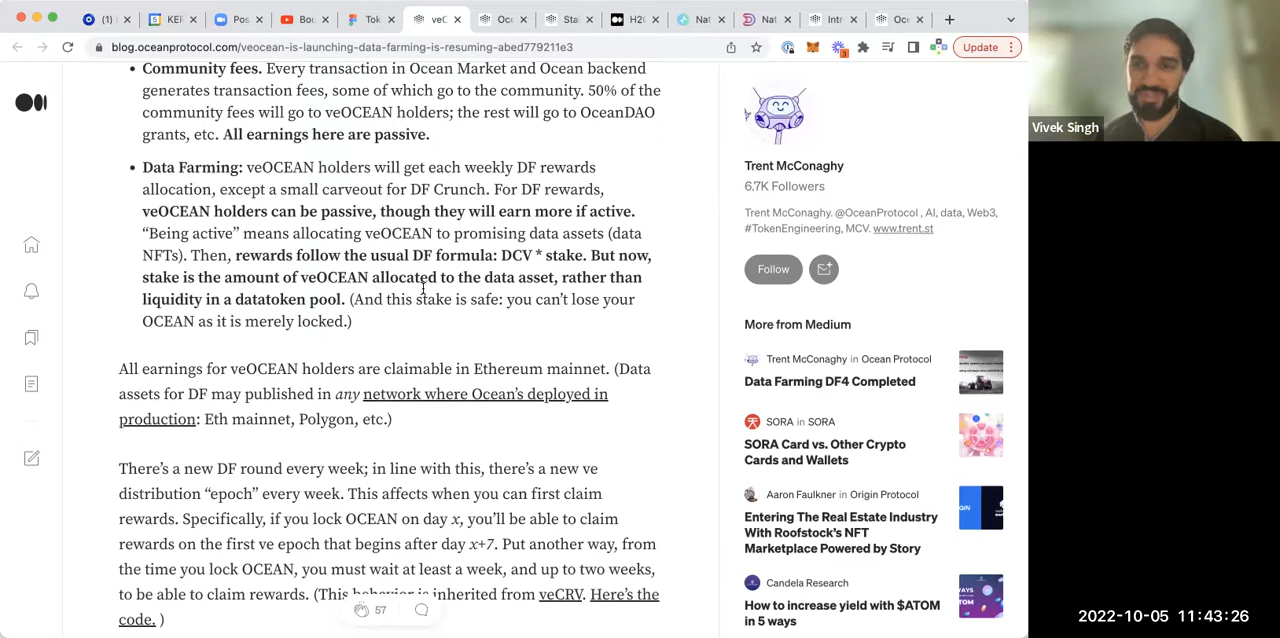 (1)
KEF
Pos
Bou
Tok
veC
Oce
Stal
H2C
Nat
Nat
Intr
Oce
blog.oceanprotocol.com/veocean-is-launching-data-farming-is-resuming-abed779211e3
3
Update
• Community fees. Every transaction in Ocean Market and Ocean backend
generates transaction fees, some of which go to the community. 50% of the
community fees will go to veOCEAN holders; the rest will go to OceanDAO
grants, etc. All earnings here are passive.
• Data Farming: veOCEAN holders will get each weekly DF rewards
allocation, except a small carveout for DF Crunch. For DF rewards,
veOCEAN holders can be passive, though they will earn more if active.
“Being active” means allocating veOCEAN to promising data assets (data
NFTs). Then, rewards follow the usual DF formula: DCV * stake. But now,
stake is the amount of veOCEAN allocated to the data asset, rather than
liquidity in a datatoken pool. (And this stake is safe: you can’t lose your
OCEAN as it is merely locked.)
All earnings for veOCEAN holders are claimable in Ethereum mainnet. (Data
assets for DF may published in any network where Ocean’s deployed in
production: Eth mainnet, Polygon, etc.)
There’s a new DF round every week; in line with this, there’s a new ve
distribution “epoch” every week. This affects when you can first claim
rewards. Specifically, if you lock OCEAN on day x, you’ll be able to claim
rewards on the first ve epoch that begins after day x+7. Put another way, from
the time you lock OCEAN, you must wait at least a week, and up to two weeks,
to be able to claim rewards. (This behavior is inherited from veCRV. Here’s the
code. )
57
Trent McConaghy
6.7K Followers
Trent McConaghy. @OceanProtocol , AI, data, Web3,
#TokenEngineering, MCV. www.trent.st
Follow
More from Medium
Trent McConaghy in Ocean Protocol
Data Farming DF4 Completed
SORA in SORA
SORA Card vs. Other Crypto
Cards and Wallets
Aaron Faulkner in Origin Protocol
Entering The Real Estate Industry
With Roofstock’s NFT
Marketplace Powered by Story
Candela Research
How to increase yield with $ATOM
in 5 ways
Vivek Singh
2022-10-05 11:43:26